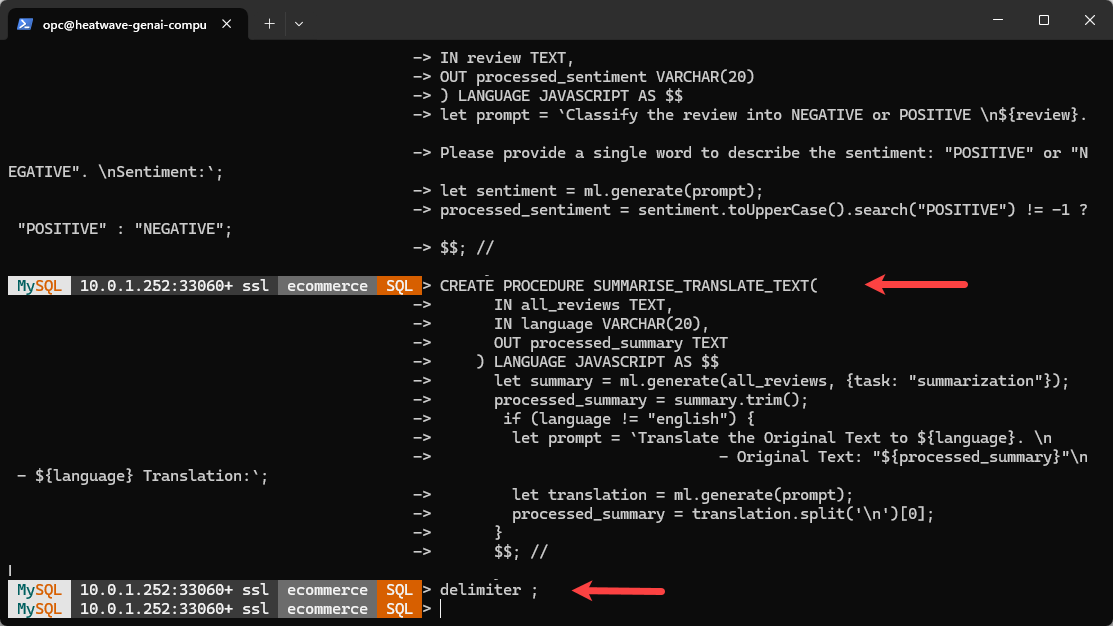 opc@heatwave-genai-compu
-> IN review TEXT,
-> OUT processed_sentiment VARCHAR(20)
-> ) LANGUAGE JAVASCRIPT AS $$
-> let prompt = `Classify the review into NEGATIVE or POSITIVE \n${review}.
-> Please provide a single word to describe the sentiment: "POSITIVE" or "N
EGATIVE". \nSentiment:`;
-> let sentiment = ml.generate(prompt);
-> processed_sentiment = sentiment.toUpperCase().search("POSITIVE") != -1 ?
"POSITIVE" : "NEGATIVE";
-> $$; //
MySQL 10.0.1.252:33060+ ssl ecommerce SQL > CREATE PROCEDURE SUMMARISE_TRANSLATE_TEXT(
-> IN all_reviews TEXT,
-> IN language VARCHAR(20),
-> OUT processed_summary TEXT
-> ) LANGUAGE JAVASCRIPT AS $$
-> let summary = ml.generate(all_reviews, {task: "summarization"});
-> processed_summary = summary.trim();
-> if (language != "english") {
-> let prompt = `Translate the Original Text to ${language}. \n
-> - Original Text: "${processed_summary}"\n
- ${language} Translation:`;
-> let translation = ml.generate(prompt);
-> processed_summary = translation.split('\n')[0];
-> }
-> $$; //
MySQL 10.0.1.252:33060+ ssl ecommerce SQL > delimiter ;
MySQL 10.0.1.252:33060+ ssl ecommerce SQL >